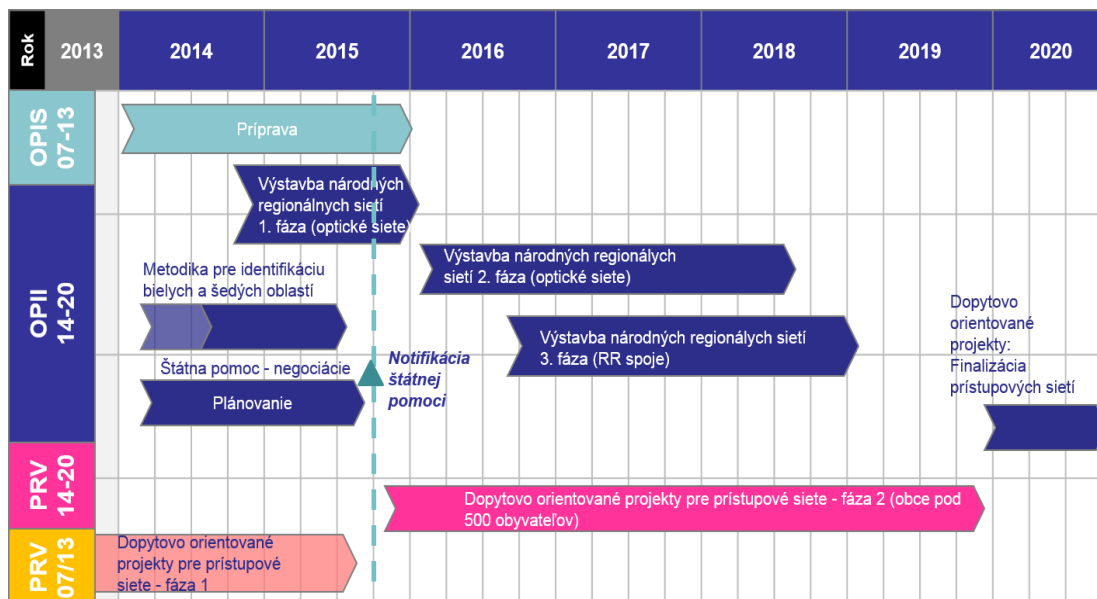 Rok
2013
2014
2015
2016
2017
2018
2019
2020
OPIS
07-13
Príprava
Výstavba národných
regionálnych sietí
1. fáza (optické siete)
OPII
14-20
Výstavba národných regionálych
sietí 2. fáza (optické siete)
Metodika pre identifikáciu
bielych a šedých oblastí
Výstavba národných regionálych sietí
3. fáza (RR spoje)
Dopytovo
orientované
projekty:
Finalizácia
prístupových sietí
Štátna pomoc - negociácie
Plánovanie
Notifikácia
štátnej
pomoci
PRV
14-20
Dopytovo orientované projekty pre prístupové siete - fáza 2 (obce pod
500 obyvateľov)
PRV
07/13
Dopytovo orientované
projekty pre prístupové
siete - fáza 1